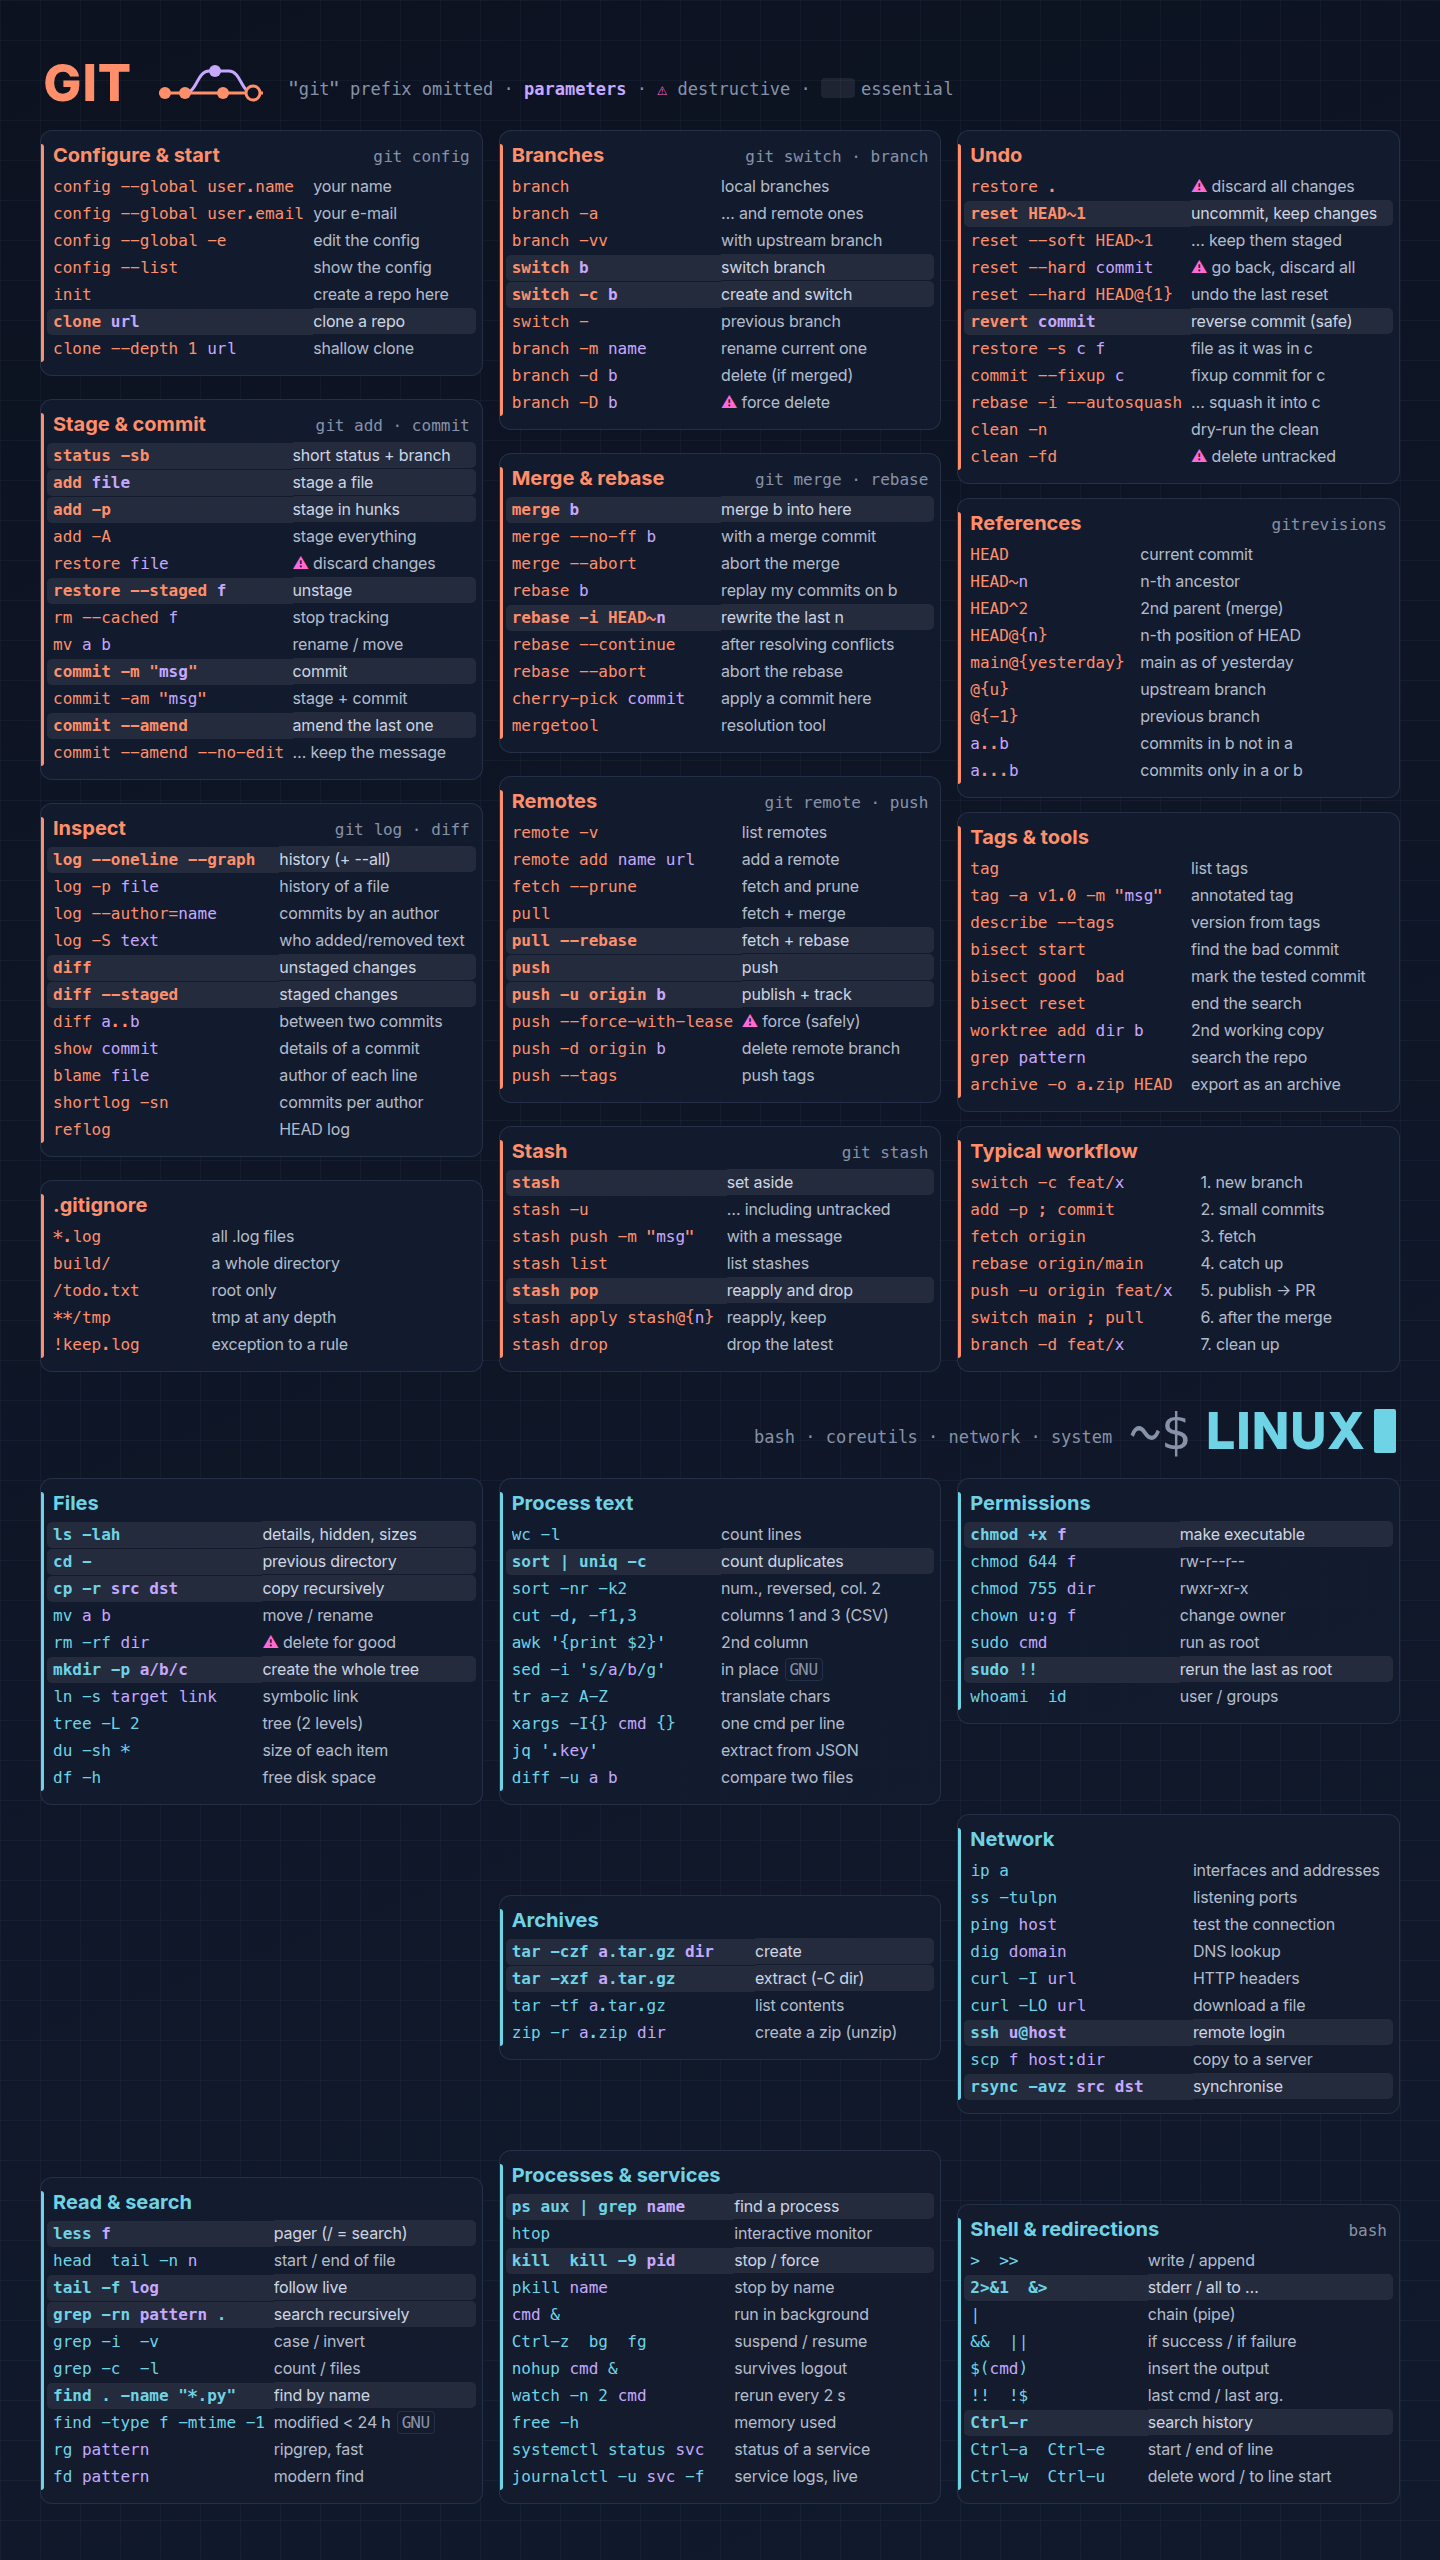 GIT
"git" prefix omitted · parameters · ⚠ destructive · essential
Configure & start git config
config --global user.name your name
config --global user.email your e-mail
config --global -e edit the config
config --list show the config
init create a repo here
clone url clone a repo
clone --depth 1 url shallow clone
Stage & commit git add · commit
status -sb short status + branch
add file stage a file
add -p stage in hunks
add -A stage everything
restore file ⚠ discard changes
restore --staged f unstage
rm --cached f stop tracking
mv a b rename / move
commit -m "msg" commit
commit -am "msg" stage + commit
commit --amend amend the last one
commit --amend --no-edit ... keep the message
Inspect git log · diff
log --oneline --graph history (+ --all)
log -p file history of a file
log --author=name commits by an author
log -S text who added/removed text
diff unstaged changes
diff --staged staged changes
diff a..b between two commits
show commit details of a commit
blame file author of each line
shortlog -sn commits per author
reflog HEAD log
.gitignore
*.log all .log files
build/ a whole directory
/todo.txt root only
**/tmp tmp at any depth
!keep.log exception to a rule
Branches git switch · branch
branch local branches
branch -a ... and remote ones
branch -vv with upstream branch
switch b switch branch
switch -c b create and switch
switch - previous branch
branch -m name rename current one
branch -d b delete (if merged)
branch -D b ⚠ force delete
Merge & rebase git merge · rebase
merge b merge b into here
merge --no-ff b with a merge commit
merge --abort abort the merge
rebase b replay my commits on b
rebase -i HEAD~n rewrite the last n
rebase --continue after resolving conflicts
rebase --abort abort the rebase
cherry-pick commit apply a commit here
mergetool resolution tool
Remotes git remote · push
remote -v list remotes
remote add name url add a remote
fetch --prune fetch and prune
pull fetch + merge
pull --rebase fetch + rebase
push push
push -u origin b publish + track
push --force-with-lease ⚠ force (safely)
push -d origin b delete remote branch
push --tags push tags
Stash git stash
stash set aside
stash -u ... including untracked
stash push -m "msg" with a message
stash list list stashes
stash pop reapply and drop
stash apply stash@{n} reapply, keep
stash drop drop the latest
Undo
restore . ⚠ discard all changes
reset HEAD~1 uncommit, keep changes
reset --soft HEAD~1 ... keep them staged
reset --hard commit ⚠ go back, discard all
reset --hard HEAD@{1} undo the last reset
revert commit reverse commit (safe)
restore -s c f file as it was in c
commit --fixup c fixup commit for c
rebase -i --autosquash ... squash it into c
clean -n dry-run the clean
clean -fd ⚠ delete untracked
References gitrevisions
HEAD current commit
HEAD~n n-th ancestor
HEAD^2 2nd parent (merge)
HEAD@{n} n-th position of HEAD
main@{yesterday} main as of yesterday
@{u} upstream branch
@{-1} previous branch
a..b commits in b not in a
a...b commits only in a or b
Tags & tools
tag list tags
tag -a v1.0 -m "msg" annotated tag
describe --tags version from tags
bisect start find the bad commit
bisect good bad mark the tested commit
bisect reset end the search
worktree add dir b 2nd working copy
grep pattern search the repo
archive -o a.zip HEAD export as an archive
Typical workflow
switch -c feat/x 1. new branch
add -p ; commit 2. small commits
fetch origin 3. fetch
rebase origin/main 4. catch up
push -u origin feat/x 5. publish → PR
switch main ; pull 6. after the merge
branch -d feat/x 7. clean up
bash · coreutils · network · system ~$ LINUX
Files
ls -lah details, hidden, sizes
cd - previous directory
cp -r src dst copy recursively
mv a b move / rename
rm -rf dir ⚠ delete for good
mkdir -p a/b/c create the whole tree
ln -s target link symbolic link
tree -L 2 tree (2 levels)
du -sh * size of each item
df -h free disk space
Read & search
less f pager (/ = search)
head tail -n n start / end of file
tail -f log follow live
grep -rn pattern . search recursively
grep -i -v case / invert
grep -c -l count / files
find . -name "*.py" find by name
find -type f -mtime -1 modified < 24 h GNU
rg pattern ripgrep, fast
fd pattern modern find
Process text
wc -l count lines
sort | uniq -c count duplicates
sort -nr -k2 num., reversed, col. 2
cut -d, -f1,3 columns 1 and 3 (CSV)
awk '{print $2}' 2nd column
sed -i 's/a/b/g' in place GNU
tr a-z A-Z translate chars
xargs -I{} cmd {} one cmd per line
jq '.key' extract from JSON
diff -u a b compare two files
Archives
tar -czf a.tar.gz dir create
tar -xzf a.tar.gz extract (-C dir)
tar -tf a.tar.gz list contents
zip -r a.zip dir create a zip (unzip)
Processes & services
ps aux | grep name find a process
htop interactive monitor
kill kill -9 pid stop / force
pkill name stop by name
cmd & run in background
Ctrl-z bg fg suspend / resume
nohup cmd & survives logout
watch -n 2 cmd rerun every 2 s
free -h memory used
systemctl status svc status of a service
journalctl -u svc -f service logs, live
Permissions
chmod +x f make executable
chmod 644 f rw-r--r--
chmod 755 dir rwxr-xr-x
chown u:g f change owner
sudo cmd run as root
sudo !! rerun the last as root
whoami id user / groups
Network
ip a interfaces and addresses
ss -tulpn listening ports
ping host test the connection
dig domain DNS lookup
curl -I url HTTP headers
curl -LO url download a file
ssh u@host remote login
scp f host:dir copy to a server
rsync -avz src dst synchronise
Shell & redirections bash
> >> write / append
2>&1 &> stderr / all to ...
| chain (pipe)
&& || if success / if failure
$(cmd) insert the output
!! !$ last cmd / last arg.
Ctrl-r search history
Ctrl-a Ctrl-e start / end of line
Ctrl-w Ctrl-u delete word / to line start